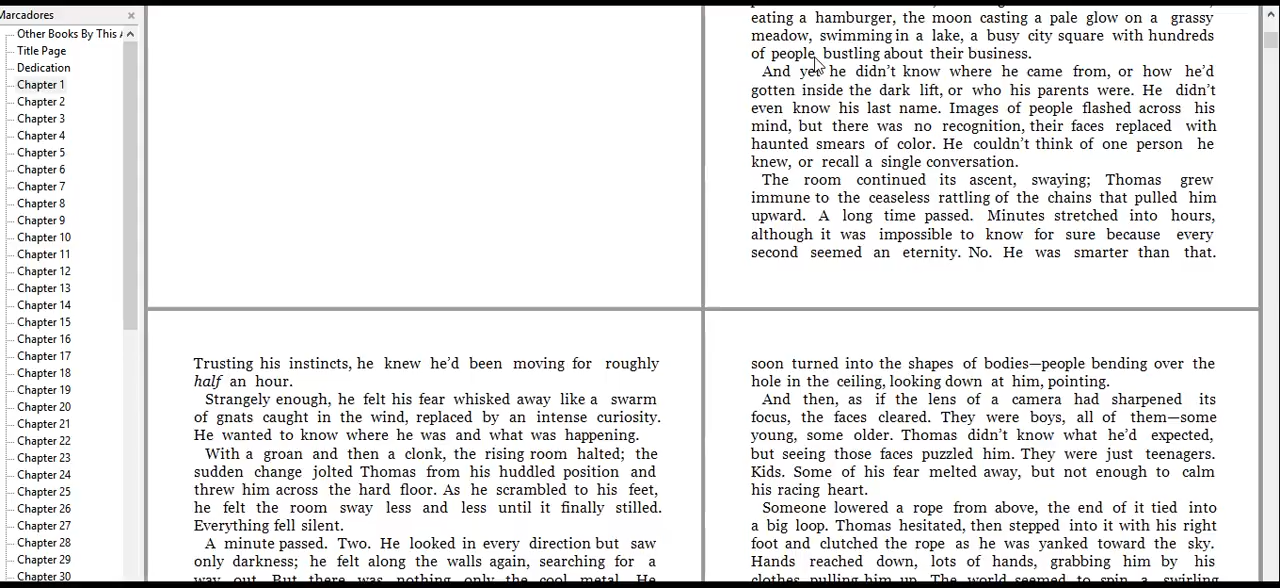 Marcadores
Other Books By This A
Title Page
Dedication
Chapter 1
Chapter 2
Chapter 3
Chapter 4
Chapter 5
Chapter 6
Chapter 7
Chapter 8
Chapter 9
Chapter 10
Chapter 11
Chapter 12
Chapter 13
Chapter 14
Chapter 15
Chapter 16
Chapter 17
Chapter 18
Chapter 19
Chapter 20
Chapter 21
Chapter 22
Chapter 23
Chapter 24
Chapter 25
Chapter 26
Chapter 27
Chapter 28
Chapter 29
Chapter 30
eating a hamburger, the moon casting a pale glow on a grassy
meadow, swimming in a lake, a busy city square with hundreds
of people bustling about their business.
And yet he didn’t know where he came from, or how he’d
gotten inside the dark lift, or who his parents were. He didn’t
even know his last name. Images of people flashed across his
mind, but there was no recognition, their faces replaced with
haunted smears of color. He couldn’t think of one person he
knew, or recall a single conversation.
The room continued its ascent, swaying; Thomas grew
immune to the ceaseless rattling of the chains that pulled him
upward. A long time passed. Minutes stretched into hours,
although it was impossible to know for sure because every
second seemed an eternity. No. He was smarter than that.
Trusting his instincts, he knew he’d been moving for roughly
half an hour.
Strangely enough, he felt his fear whisked away like a swarm
of gnats caught in the wind, replaced by an intense curiosity.
He wanted to know where he was and what was happening.
With a groan and then a clonk, the rising room halted; the
sudden change jolted Thomas from his huddled position and
threw him across the hard floor. As he scrambled to his feet,
he felt the room sway less and less until it finally stilled.
Everything fell silent.
A minute passed. Two. He looked in every direction but saw
only darkness; he felt along the walls again, searching for a
way out. But there was nothing, only the cool metal. He
soon turned into the shapes of bodies—people bending over the
hole in the ceiling, looking down at him, pointing.
And then, as if the lens of a camera had sharpened its
focus, the faces cleared. They were boys, all of them—some
young, some older. Thomas didn’t know what he’d expected,
but seeing those faces puzzled him. They were just teenagers.
Kids. Some of his fear melted away, but not enough to calm
his racing heart.
Someone lowered a rope from above, the end of it tied into
a big loop. Thomas hesitated, then stepped into it with his right
foot and clutched the rope as he was yanked toward the sky.
Hands reached down, lots of hands, grabbing him by his
clothes, pulling him up. The world seemed to spin, a swirling